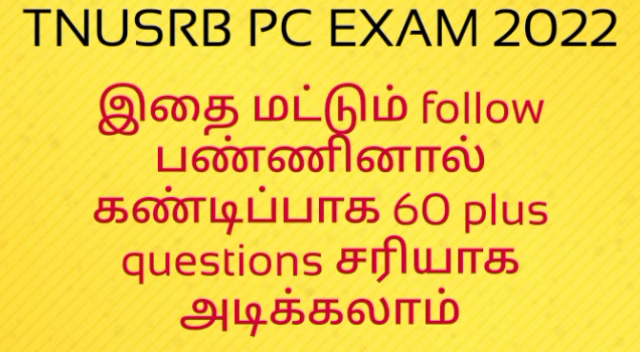 TNUSRB PC EXAM 2022
இதை மட்டும் follow
பண்ணினால்
கண்டிப்பாக 60 plus
questions சரியாக
அடிக்கலாம்